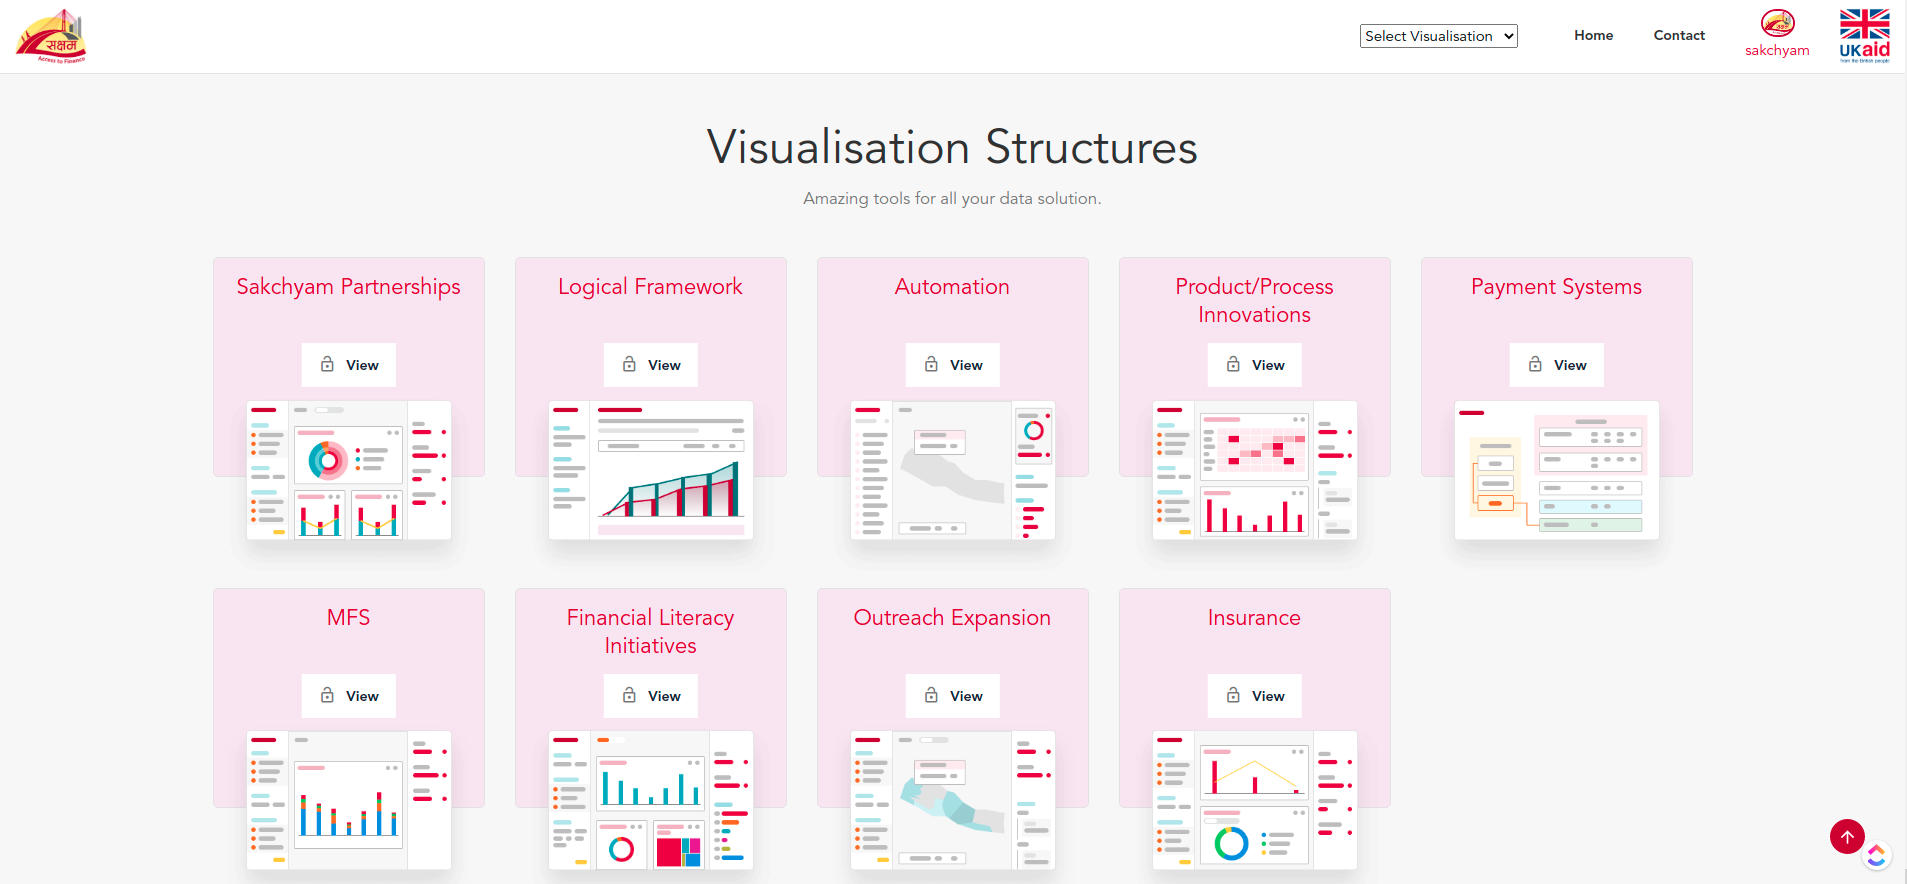 सक्षम
Access to Finance
Select Visualisation
Home
Contact
sakchyam
UKaid
from the British people
Visualisation Structures
Amazing tools for all your data solution.
Sakchyam Partnerships
View
Logical Framework
View
Automation
View
Product/Process
Innovations
View
Payment Systems
View
MFS
View
Financial Literacy
Initiatives
View
Outreach Expansion
View
Insurance
View